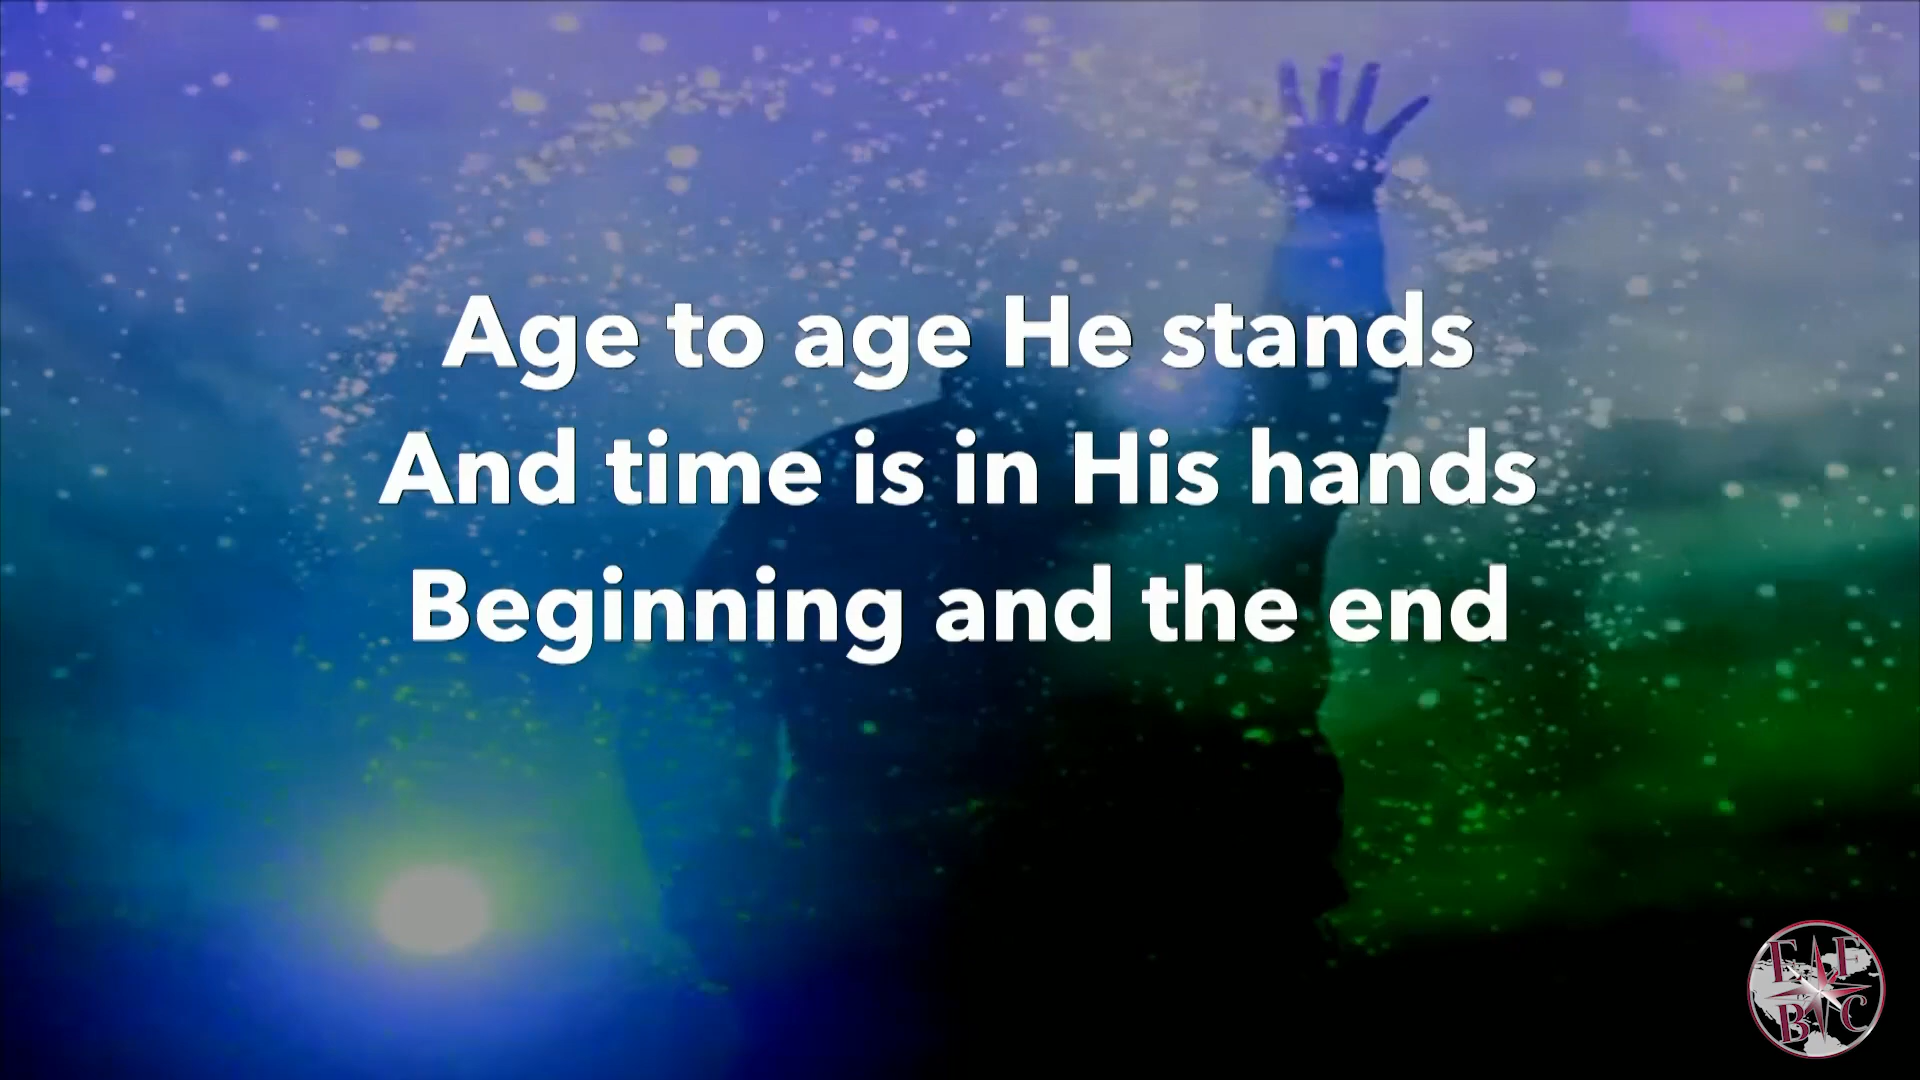 Age to age He stands
And time is in His hands
Beginning and the end
F F
B C